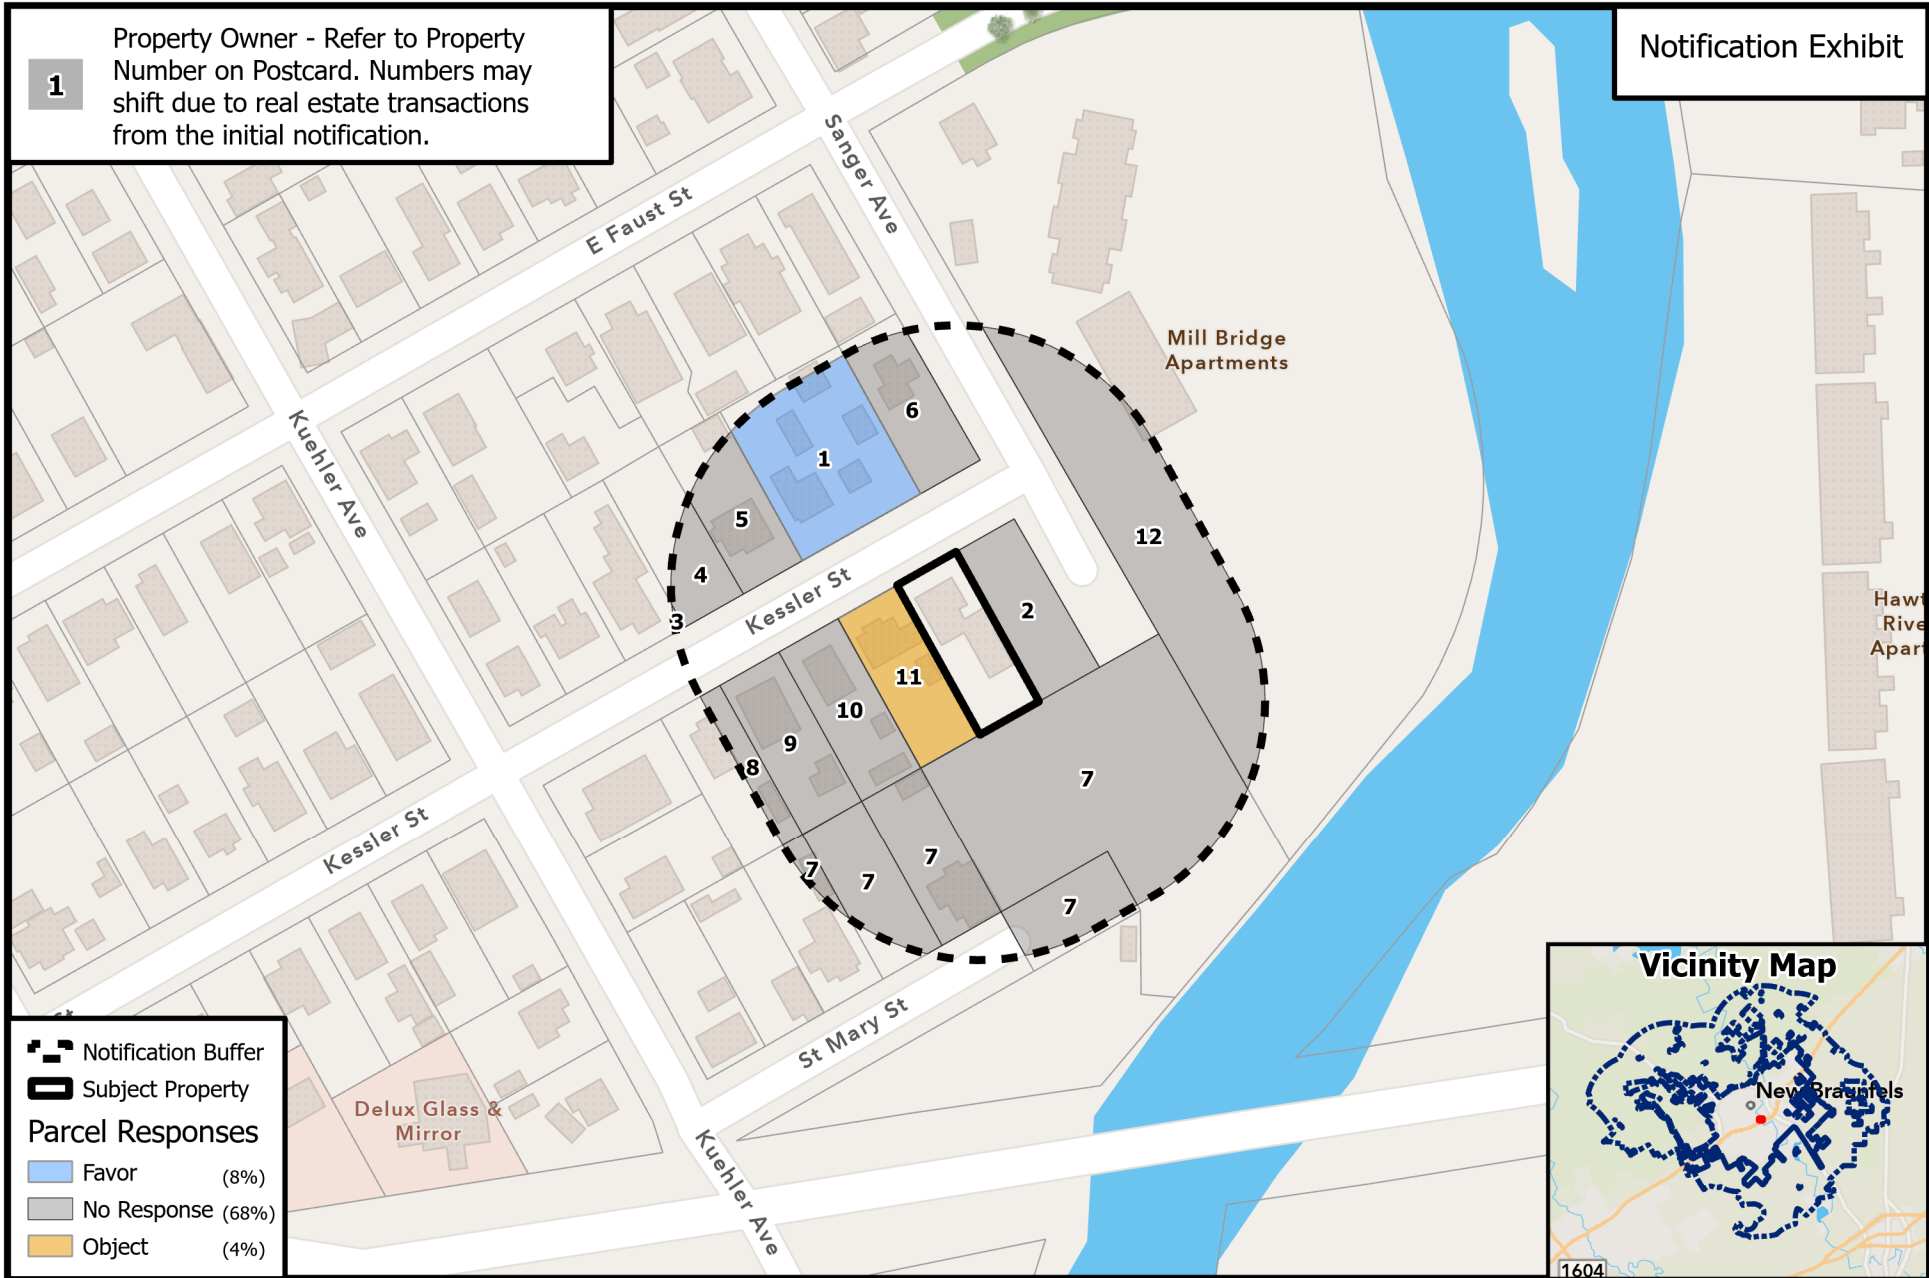 1
Property Owner - Refer to Property
Number on Postcard. Numbers may
shift due to real estate transactions
from the initial notification.
Notification Exhibit
Sanger Ave
E Faust St
Mill Bridge
Apartments
Kuehler Ave
6
1
5
12
4
Kessler St
3
2
Hawt
Rive
Apart
11
10
9
8
7
7
7
7
7
Kessler St
St Mary St
St
Delux Glass &
Mirror
Kuehler Ave
Notification Buffer
Subject Property
Parcel Responses
Favor (8%)
No Response (68%)
Object (4%)
Vicinity Map
New Braunfels
1604